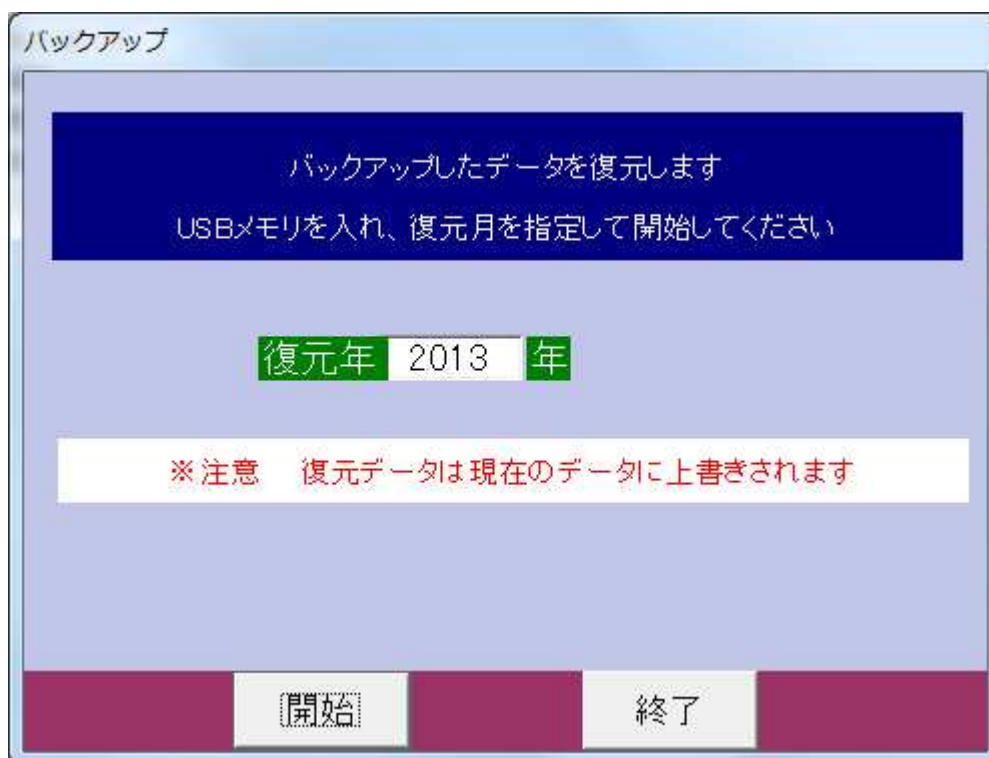 バックアップ
バックアップしたデータを復元します
USBメモリを入れ、復元月を指定して開始してください
復元年 2013 年
※注意 復元データは現在のデータに上書きされます
開始 終了